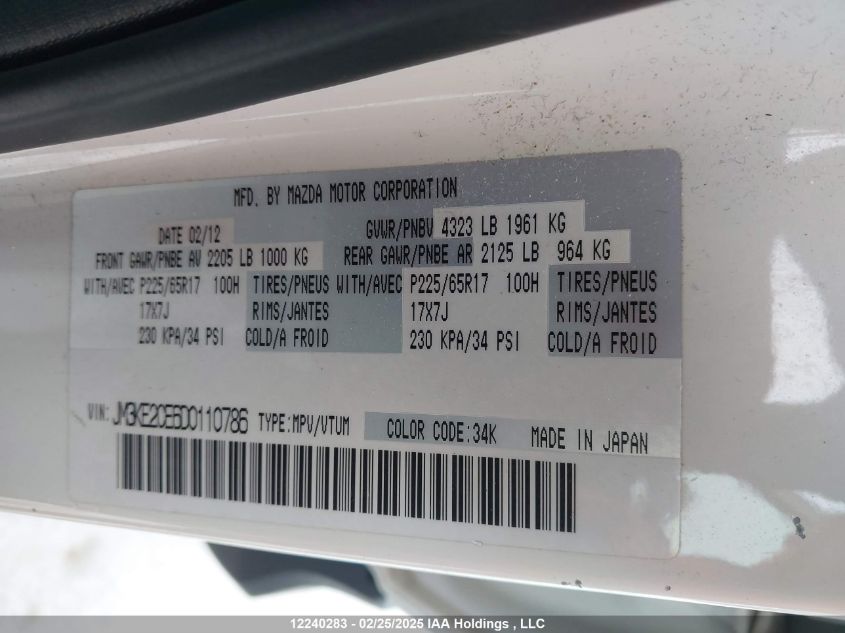 MFD. BY MAZDA MOTOR CORPORATION
DATE 02/12 GVWR/PNBV 4323 LB 1961 KG
FRONT GAWR/PNBE AV 2205 LB 1000 KG REAR GAWR/PNBE AR 2125 LB 964 KG
WITH/AVEC P225/65R17 100H TIRES/PNEUS WITH/AVEC P225/65R17 100H TIRES/PNEUS
17X7J RIMS/JANTES 17X7J RIMS/JANTES
230 KPA/34 PSI COLD/A FROID 230 KPA/34 PSI COLD/A FROID
VIN: JM3KE2CE6D0110786 TYPE:MPV/VTUM COLOR CODE:34K MADE IN JAPAN
12240283 - 02/25/2025 IAA Holdings , LLC